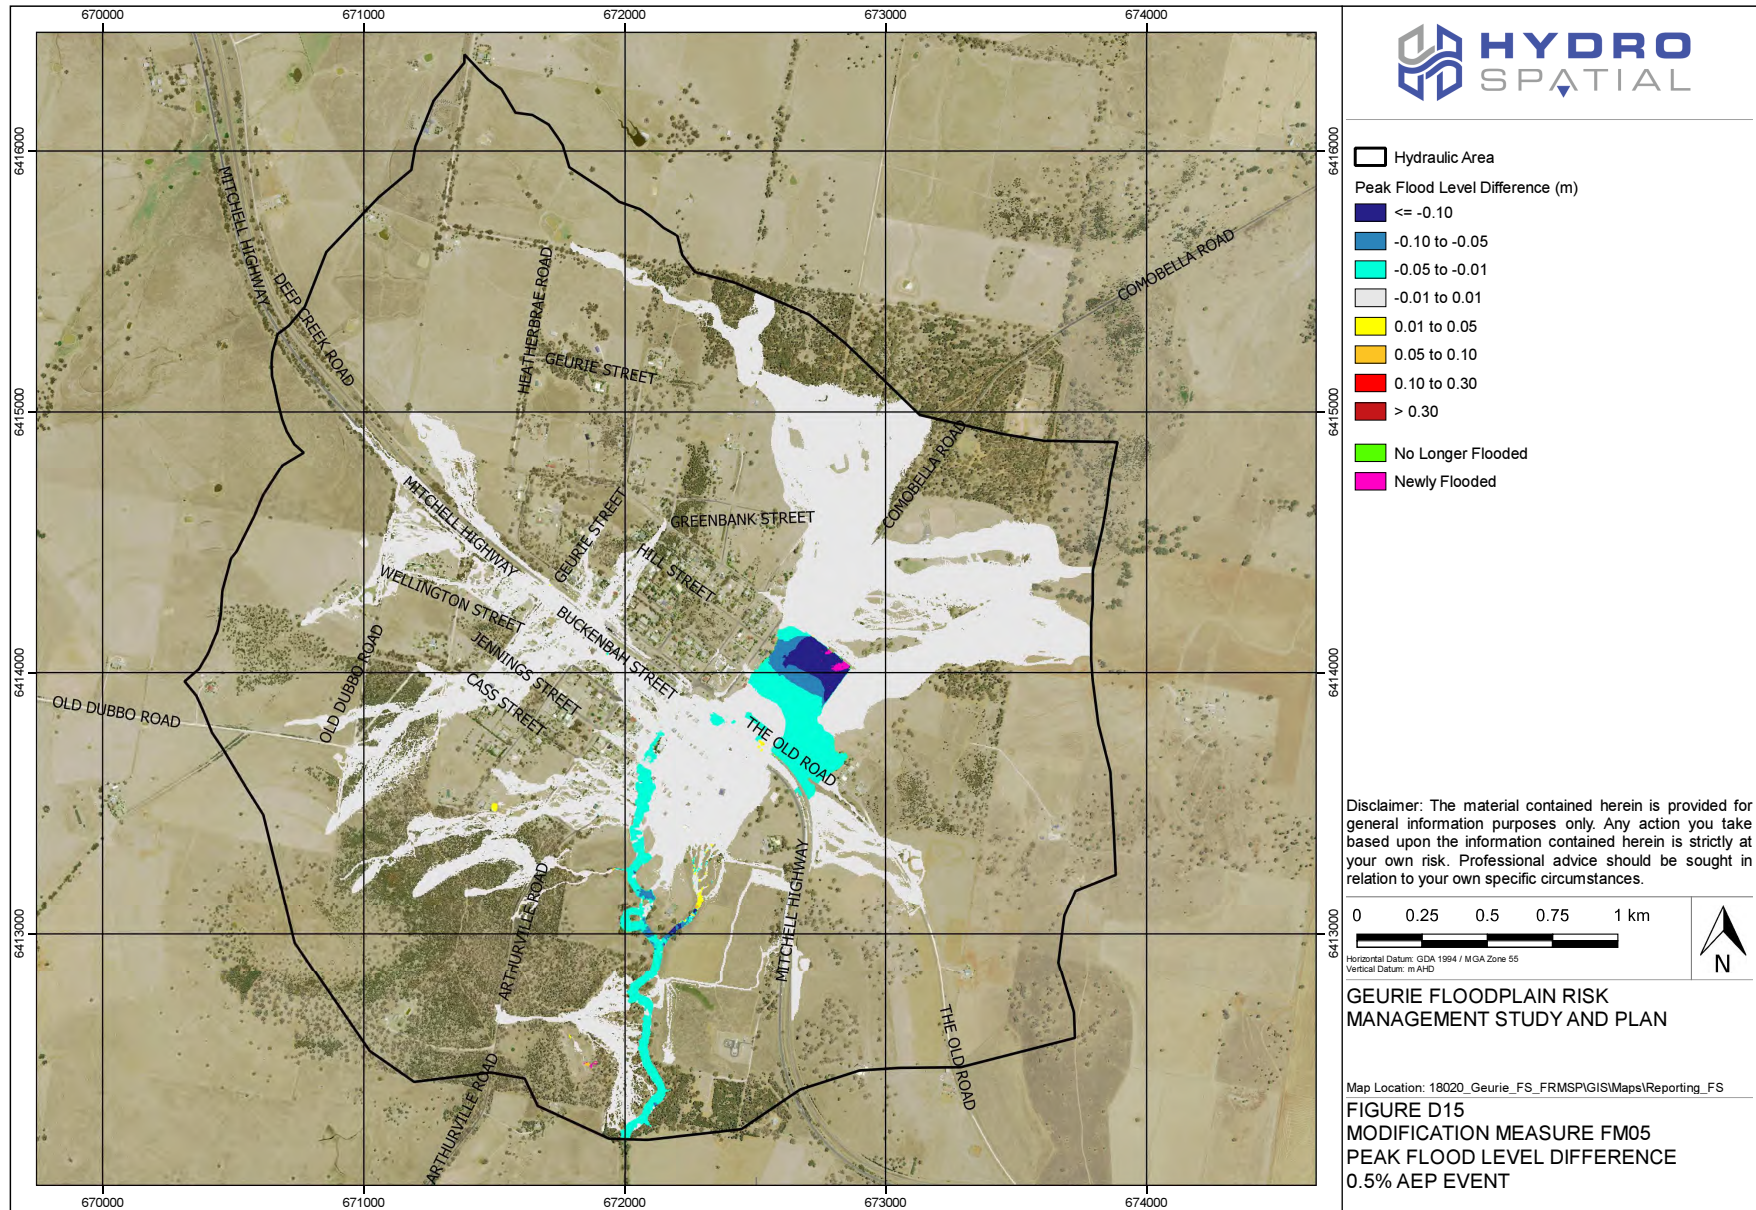 670000
671000
672000
673000
674000
6416000
6416000
6415000
6415000
6414000
6414000
6413000
6413000
MITCHELL HIGHWAY
DEEP CREEK ROAD
HEATHERBRAE ROAD
GEURIE STREET
COMOBELLA ROAD
COMOBELLA ROAD
MITCHELL HIGHWAY
GEURIE STREET
GREENBANK STREET
HILL STREET
WELLINGTON STREET
BUCKENBAH STREET
JENNINGS STREET
CASS STREET
OLD DUBBO ROAD
OLD DUBBO ROAD
THE OLD ROAD
ARTHURVILLE ROAD
MITCHELL HIGHWAY
THE OLD ROAD
ARTHURVILLE ROAD
670000
671000
672000
673000
674000
HYDRO
SPATIAL
Hydraulic Area
Peak Flood Level Difference (m)
<= -0.10
-0.10 to -0.05
-0.05 to -0.01
-0.01 to 0.01
0.01 to 0.05
0.05 to 0.10
0.10 to 0.30
> 0.30
No Longer Flooded
Newly Flooded
Disclaimer: The material contained herein is provided for
general information purposes only. Any action you take
based upon the information contained herein is strictly at
your own risk. Professional advice should be sought in
relation to your own specific circumstances.
0 0.25 0.5 0.75 1 km
Horizontal Datum: GDA 1994 / MGA Zone 55
Vertical Datum: m AHD
N
GEURIE FLOODPLAIN RISK
MANAGEMENT STUDY AND PLAN
Map Location: 18020_Geurie_FS_FRMSP\GIS\Maps\Reporting_FS
FIGURE D15
MODIFICATION MEASURE FM05
PEAK FLOOD LEVEL DIFFERENCE
0.5% AEP EVENT